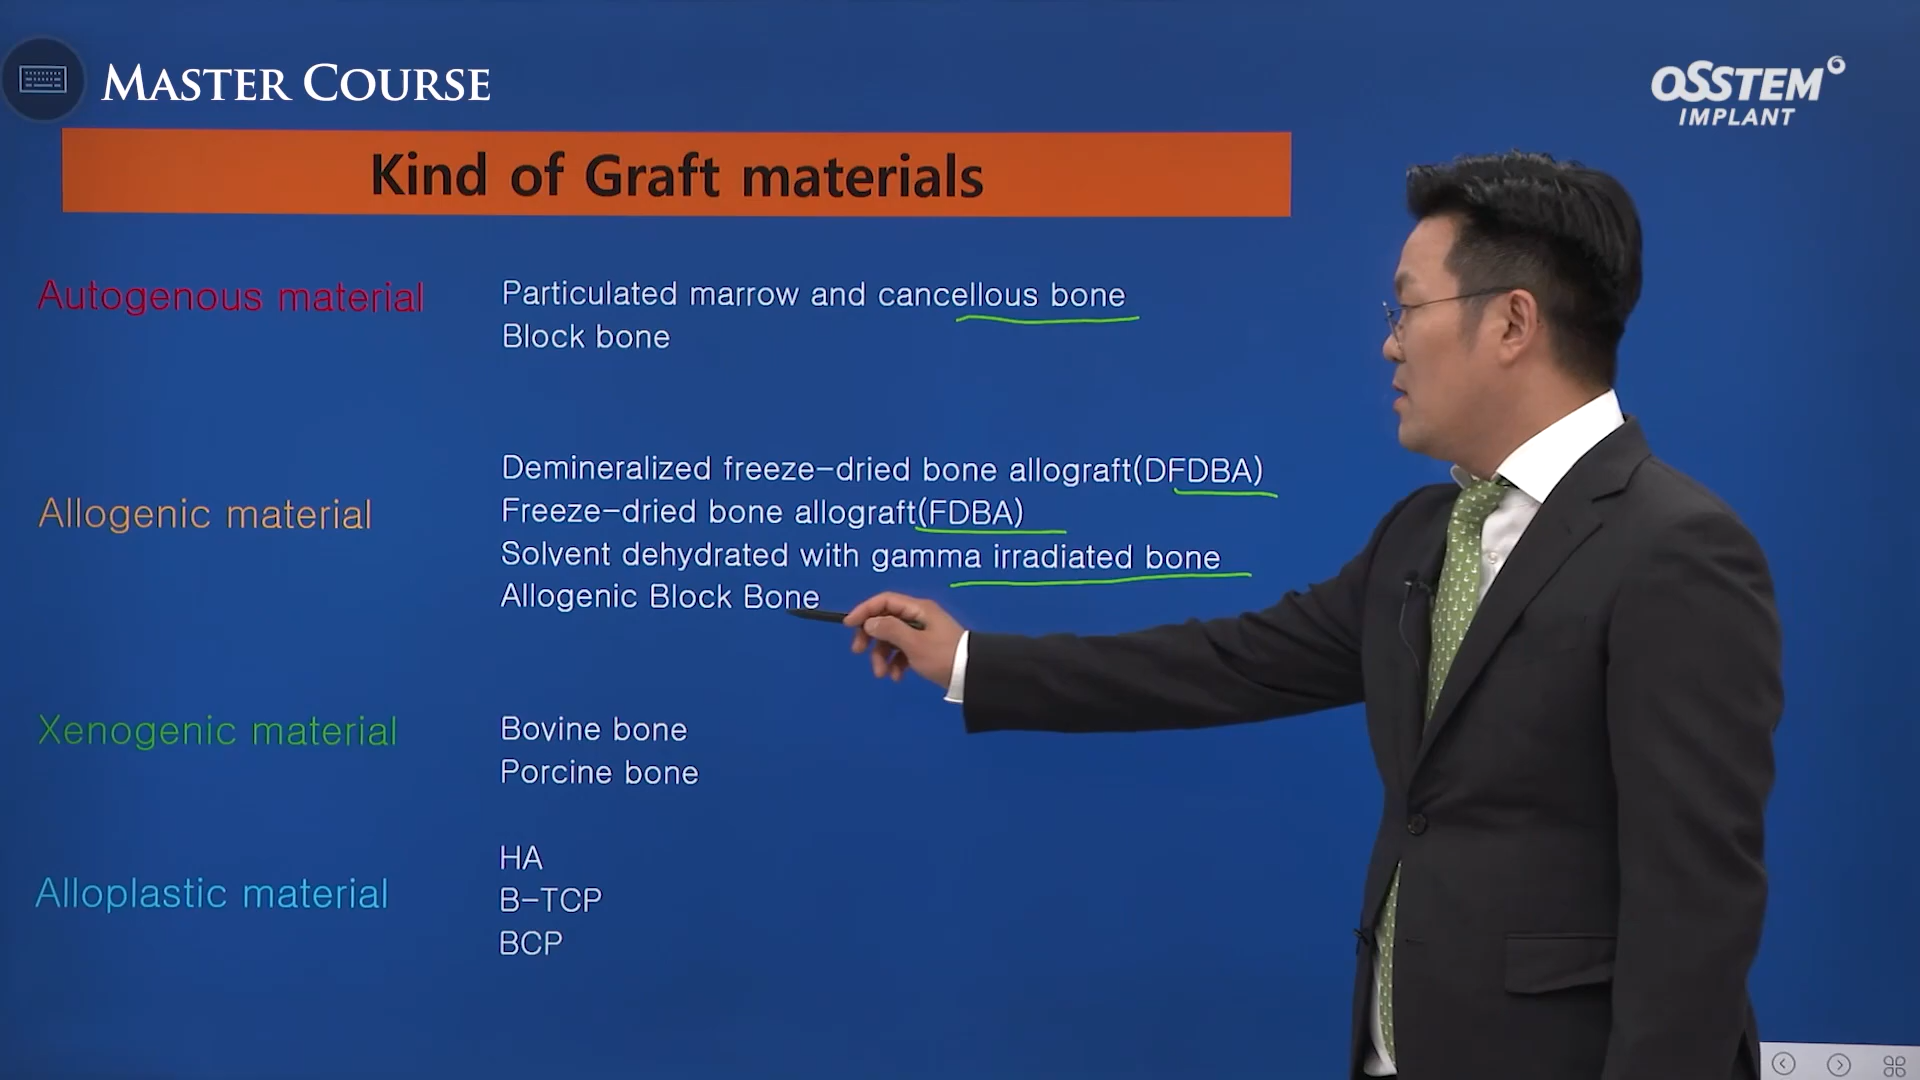 MASTER COURSE
OSSTEM
IMPLANT
Kind of Graft materials
Autogenous material
Particulated marrow and cancellous bone
Block bone
Allogenic material
Demineralized freeze-dried bone allograft(DFDBA)
Freeze-dried bone allograft(FDBA)
Solvent dehydrated with gamma irradiated bone
Allogenic Block Bone
Xenogenic material
Bovine bone
Porcine bone
Alloplastic material
HA
B-TCP
BCP